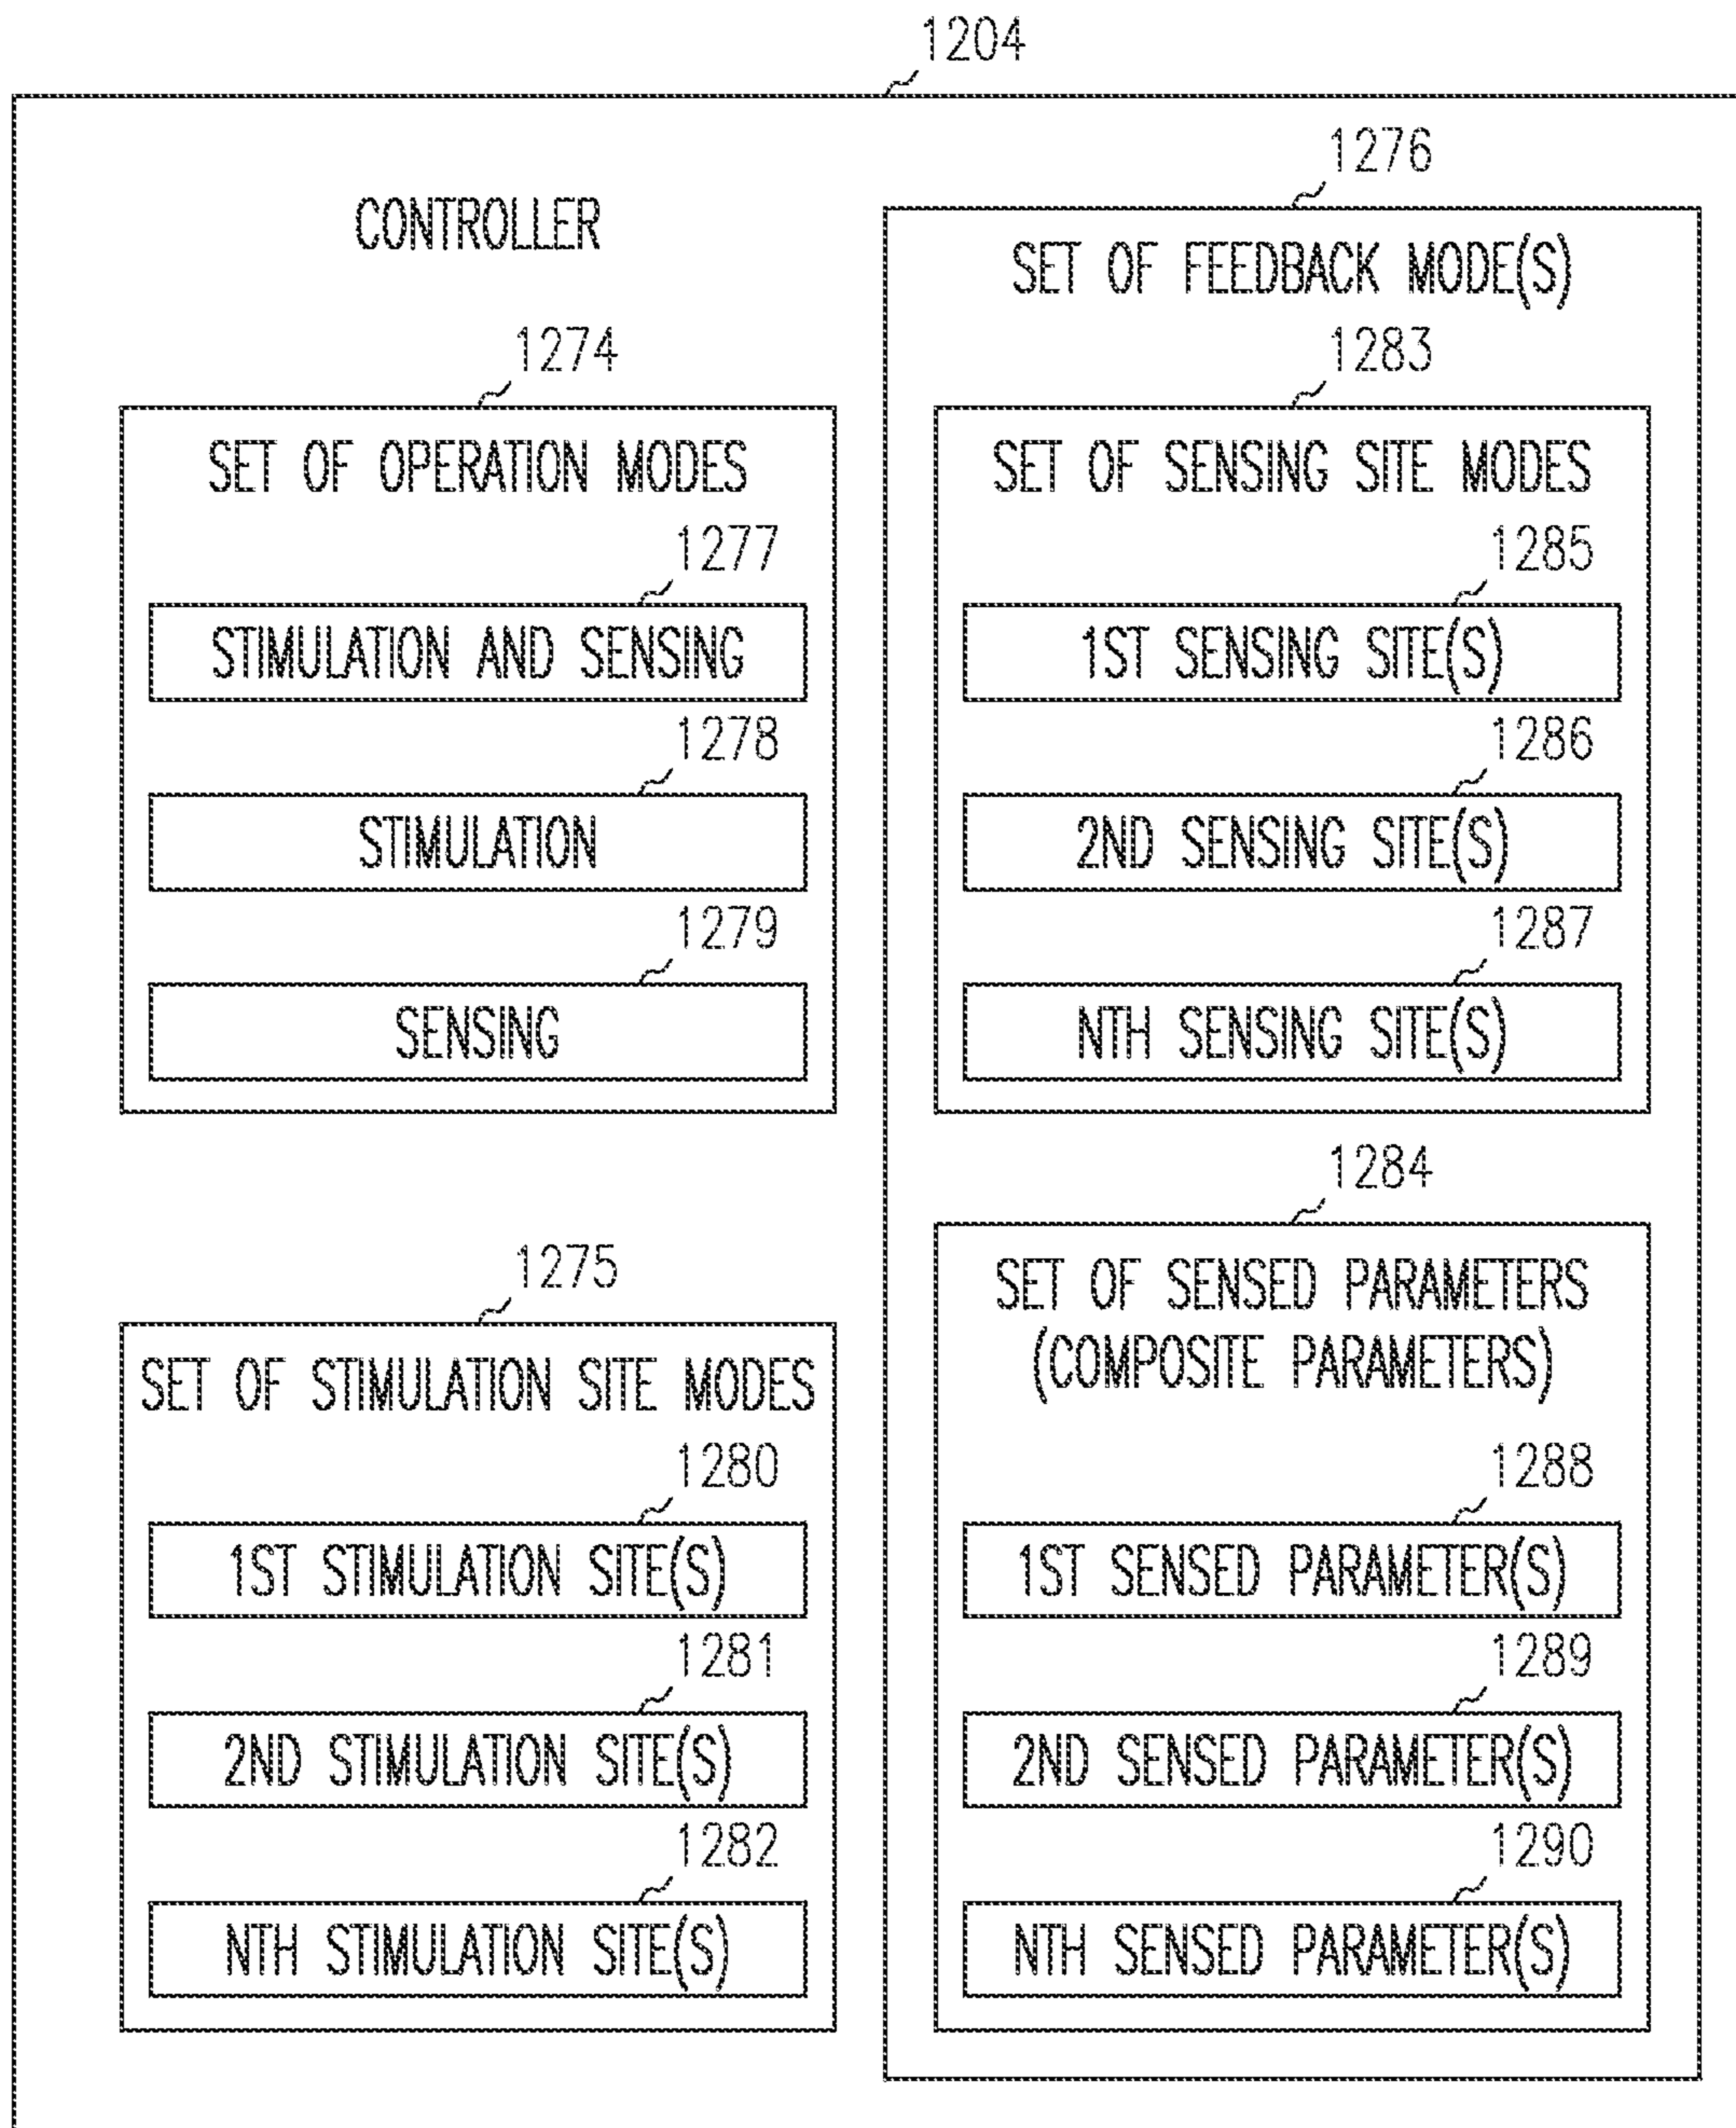 1204
CONTROLLER
1274
SET OF OPERATION MODES
1277
STIMULATION AND SENSING
1278
STIMULATION
1279
SENSING
1275
SET OF STIMULATION SITE MODES
1280
1ST STIMULATION SITE(S)
1281
2ND STIMULATION SITE(S)
1282
NTH STIMULATION SITE(S)
1276
SET OF FEEDBACK MODE(S)
1283
SET OF SENSING SITE MODES
1285
1ST SENSING SITE(S)
1286
2ND SENSING SITE(S)
1287
NTH SENSING SITE(S)
1284
SET OF SENSED PARAMETERS
(COMPOSITE PARAMETERS)
1288
1ST SENSED PARAMETER(S)
1289
2ND SENSED PARAMETER(S)
1290
NTH SENSED PARAMETER(S)